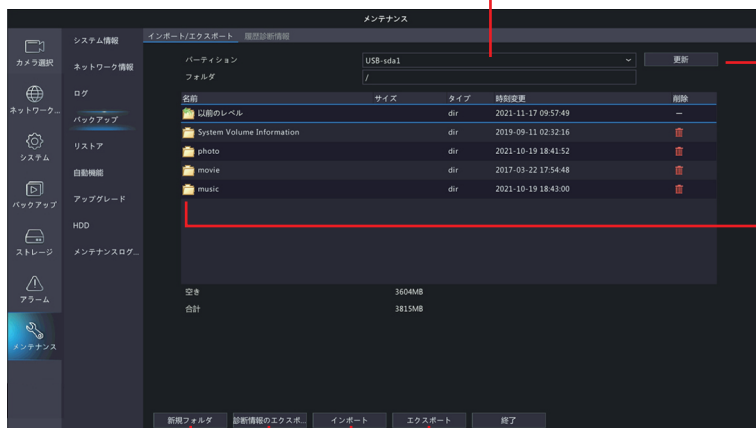 メンテナンス
インポート/エクスポート 履歴診断情報
カメラ選択
ネットワーク...
システム
バックアップ
ストレージ
アラーム
メンテナンス
システム情報
ネットワーク情報
ログ
バックアップ
リストア
自動機能
アップグレード
HDD
メンテナンスログ...
パーティション USB-sda1 更新
フォルダ /
名前 サイズ タイプ 時刻変更 削除
以前のレベル dir 2021-11-17 09:57:49 —
System Volume Information dir 2019-09-11 02:32:16
photo dir 2021-10-19 18:41:52
movie dir 2017-03-22 17:54:48
music dir 2021-10-19 18:43:00
空き 3604MB
合計 3815MB
新規フォルダ 診断情報のエクスポ... インポート エクスポート 終了